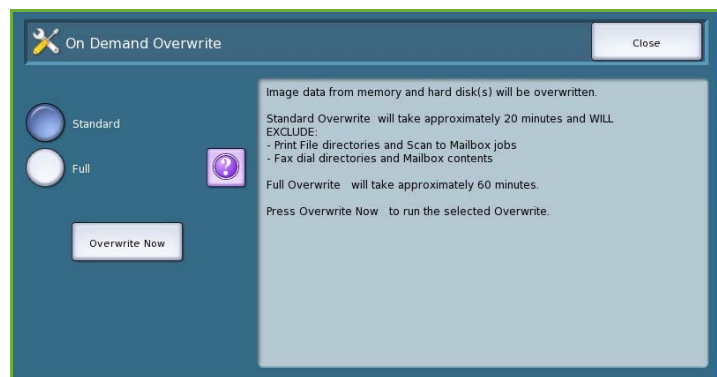 On Demand Overwrite
Close
Standard
Full
?
Overwrite Now
Image data from memory and hard disk(s) will be overwritten.
Standard Overwrite will take approximately 20 minutes and WILL
EXCLUDE:
- Print File directories and Scan to Mailbox jobs
- Fax dial directories and Mailbox contents
Full Overwrite will take approximately 60 minutes.
Press Overwrite Now to run the selected Overwrite.